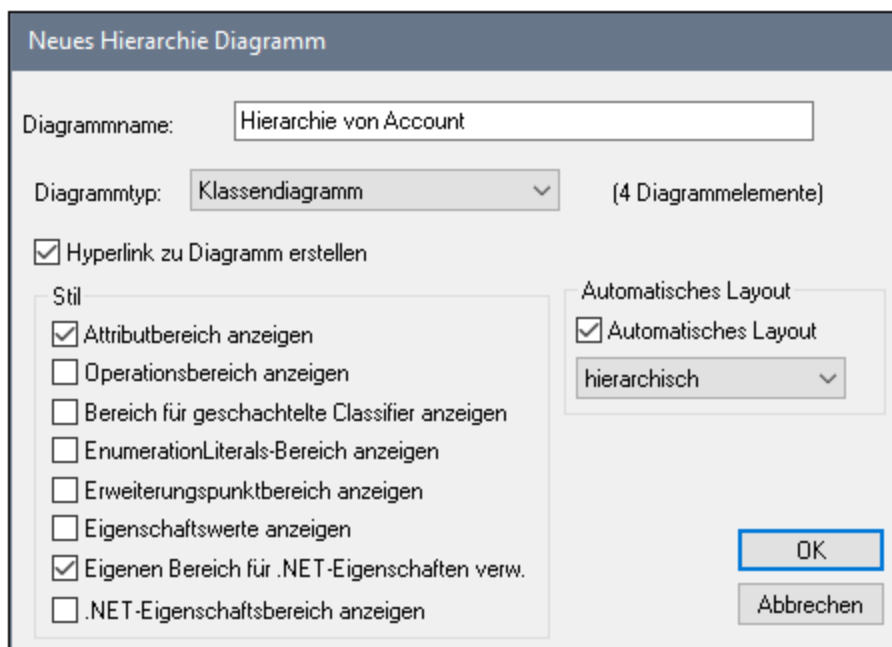 Neues Hierarchie Diagramm
Diagrammname: Hierarchie von Account
Diagrammtyp: Klassendiagramm (4 Diagrammelemente)
Hyperlink zu Diagramm erstellen
Stil
Attributbereich anzeigen
Operationsbereich anzeigen
Bereich für geschachtelte Classifier anzeigen
EnumerationLiterals-Bereich anzeigen
Erweiterungspunktbereich anzeigen
Eigenschaftswerte anzeigen
Eigenen Bereich für .NET-Eigenschaften verw.
.NET-Eigenschaftsbereich anzeigen
Automatisches Layout
Automatisches Layout
hierarchisch
OK
Abbrechen